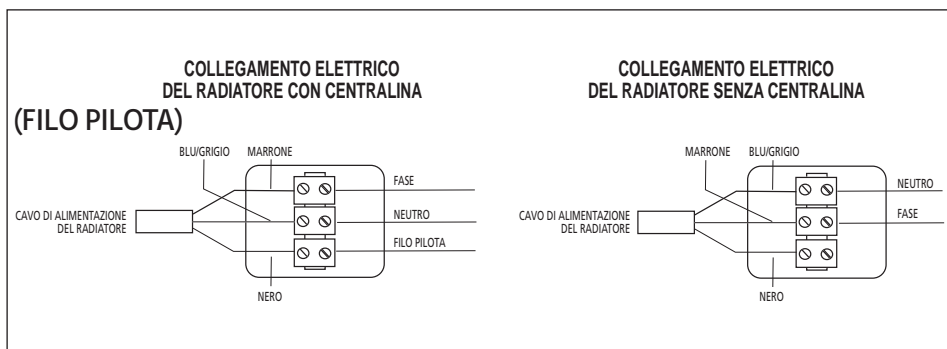 COLLEGAMENTO ELETTRICO
DEL RADIATORE CON CENTRALINA
(FILO PILOTA)
BLU/GRIGIO
MARRONE
FASE
CAVO DI ALIMENTAZIONE
DEL RADIATORE
NEUTRO
FILO PILOTA
NERO
COLLEGAMENTO ELETTRICO
DEL RADIATORE SENZA CENTRALINA
MARRONE
BLU/GRIGIO
NEUTRO
CAVO DI ALIMENTAZIONE
DEL RADIATORE
FASE
NERO